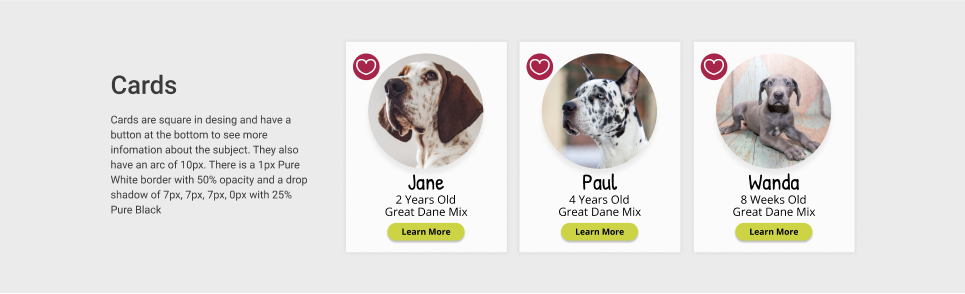 Cards
Cards are square in desing and have a
button at the bottom to see more
infomation about the subject. They also
have an arc of 10px. There is a 1px Pure
White border with 50% opacity and a drop
shadow of 7px, 7px, 7px, 0px with 25%
Pure Black
Jane
2 Years Old
Great Dane Mix
Learn More
Paul
4 Years Old
Great Dane Mix
Learn More
Wanda
8 Weeks Old
Great Dane Mix
Learn More